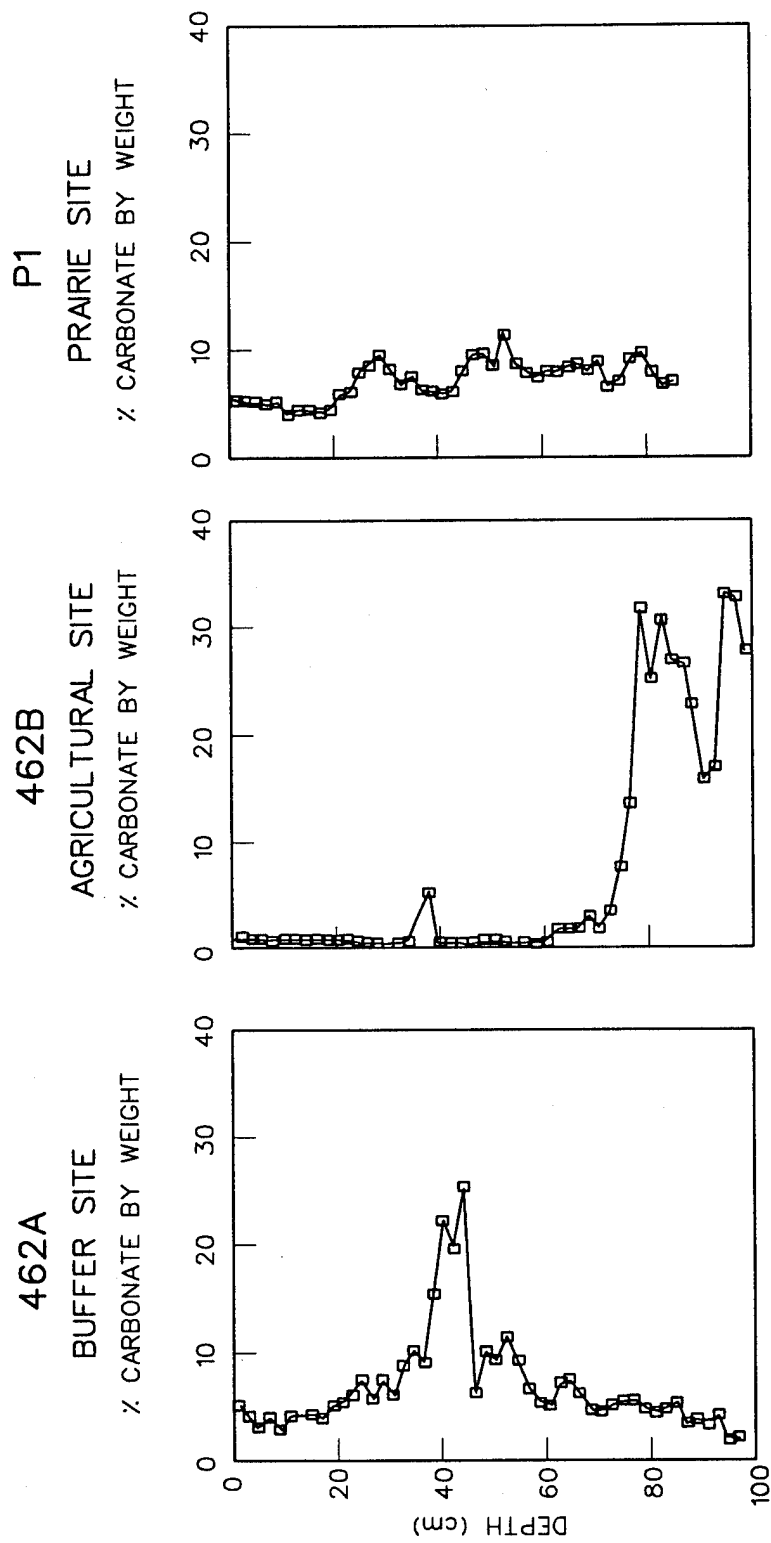 462A
BUFFER SITE
% CARBONATE BY WEIGHT
0 10 20 30 40
DEPTH (cm)
0
20
40
60
80
100
462B
AGRICULTURAL SITE
% CARBONATE BY WEIGHT
0 10 20 30 40
P1
PRAIRIE SITE
% CARBONATE BY WEIGHT
0 10 20 30 40